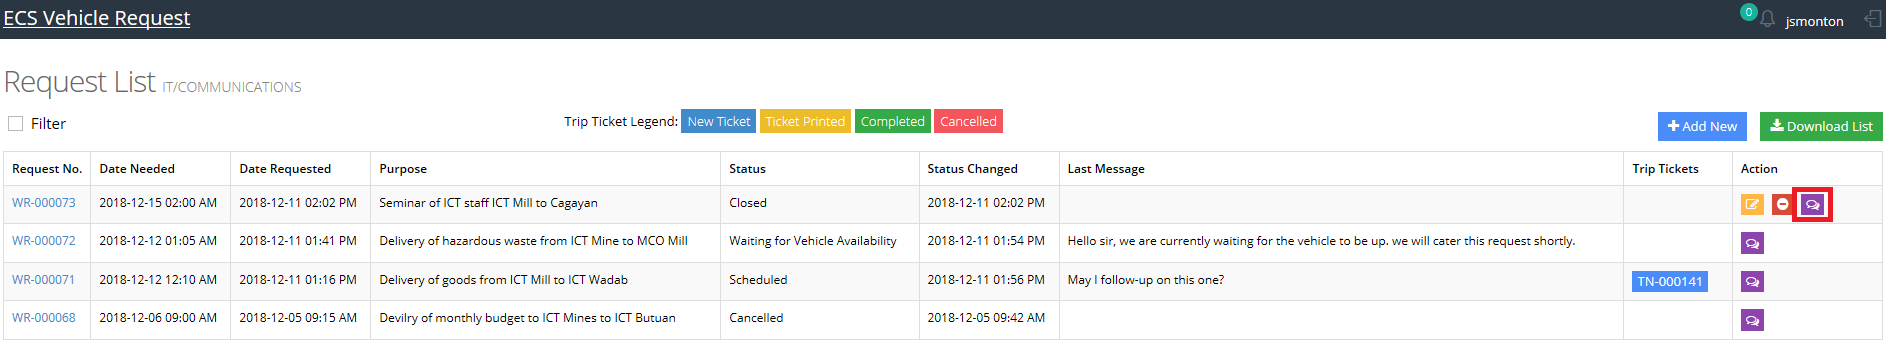 ECS Vehicle Request
0
jsmonton
Request List IT/COMMUNICATIONS
Filter
Trip Ticket Legend: New Ticket Ticket Printed Completed Cancelled
Add New Download List
Request No. Date Needed Date Requested Purpose Status Status Changed Last Message Trip Tickets Action
WR-000073 2018-12-15 02:00 AM 2018-12-11 02:02 PM Seminar of ICT staff ICT Mill to Cagayan Closed 2018-12-11 02:02 PM
WR-000072 2018-12-12 01:05 AM 2018-12-11 01:41 PM Delivery of hazardous waste from ICT Mine to MCO Mill Waiting for Vehicle Availability 2018-12-11 01:54 PM Hello sir, we are currently waiting for the vehicle to be up. we will cater this request shortly.
WR-000071 2018-12-12 12:10 AM 2018-12-11 01:16 PM Delivery of goods from ICT Mill to ICT Wadab Scheduled 2018-12-11 01:56 PM May I follow-up on this one? TN-000141
WR-000068 2018-12-06 09:00 AM 2018-12-05 09:15 AM Devilry of monthly budget to ICT Mines to ICT Butuan Cancelled 2018-12-05 09:42 AM